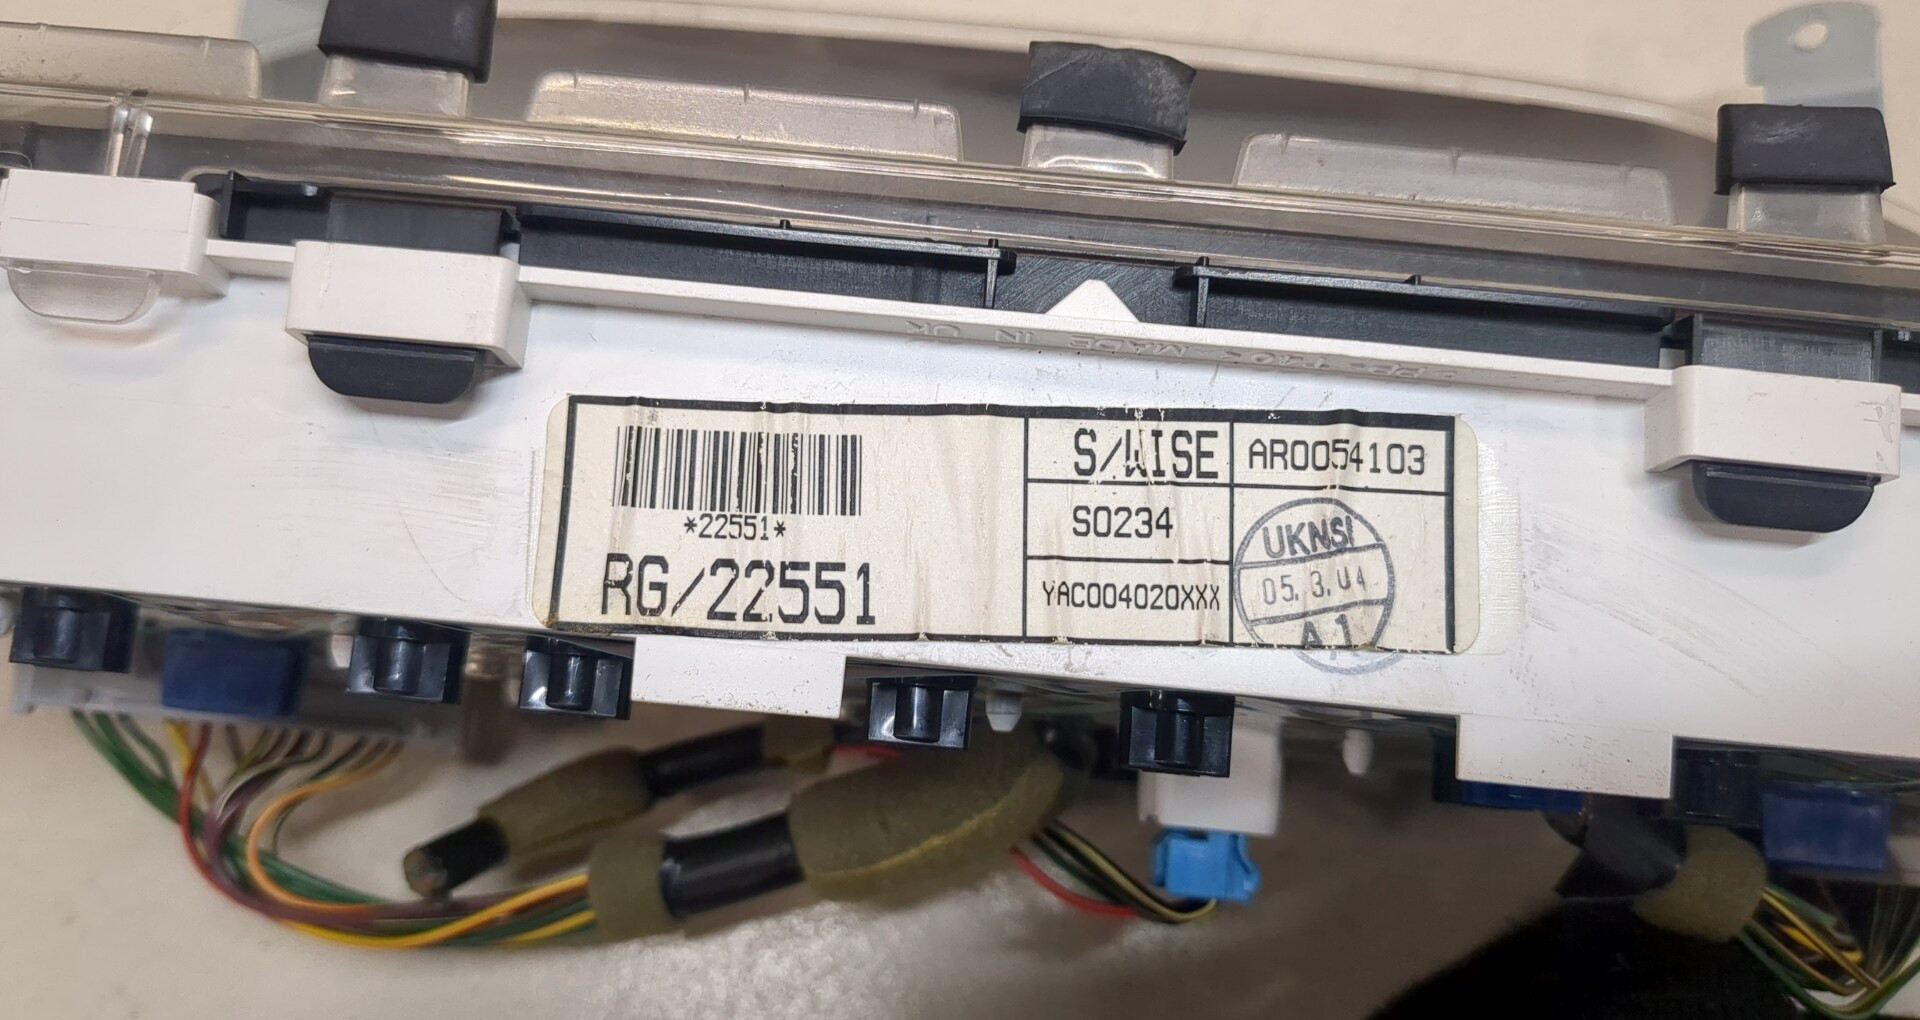 MADE IN UK
*22551*
RG/22551
S/WISE
AR0054103
S0234
YAC004020XXX
UKNSI
05.3.04
A1